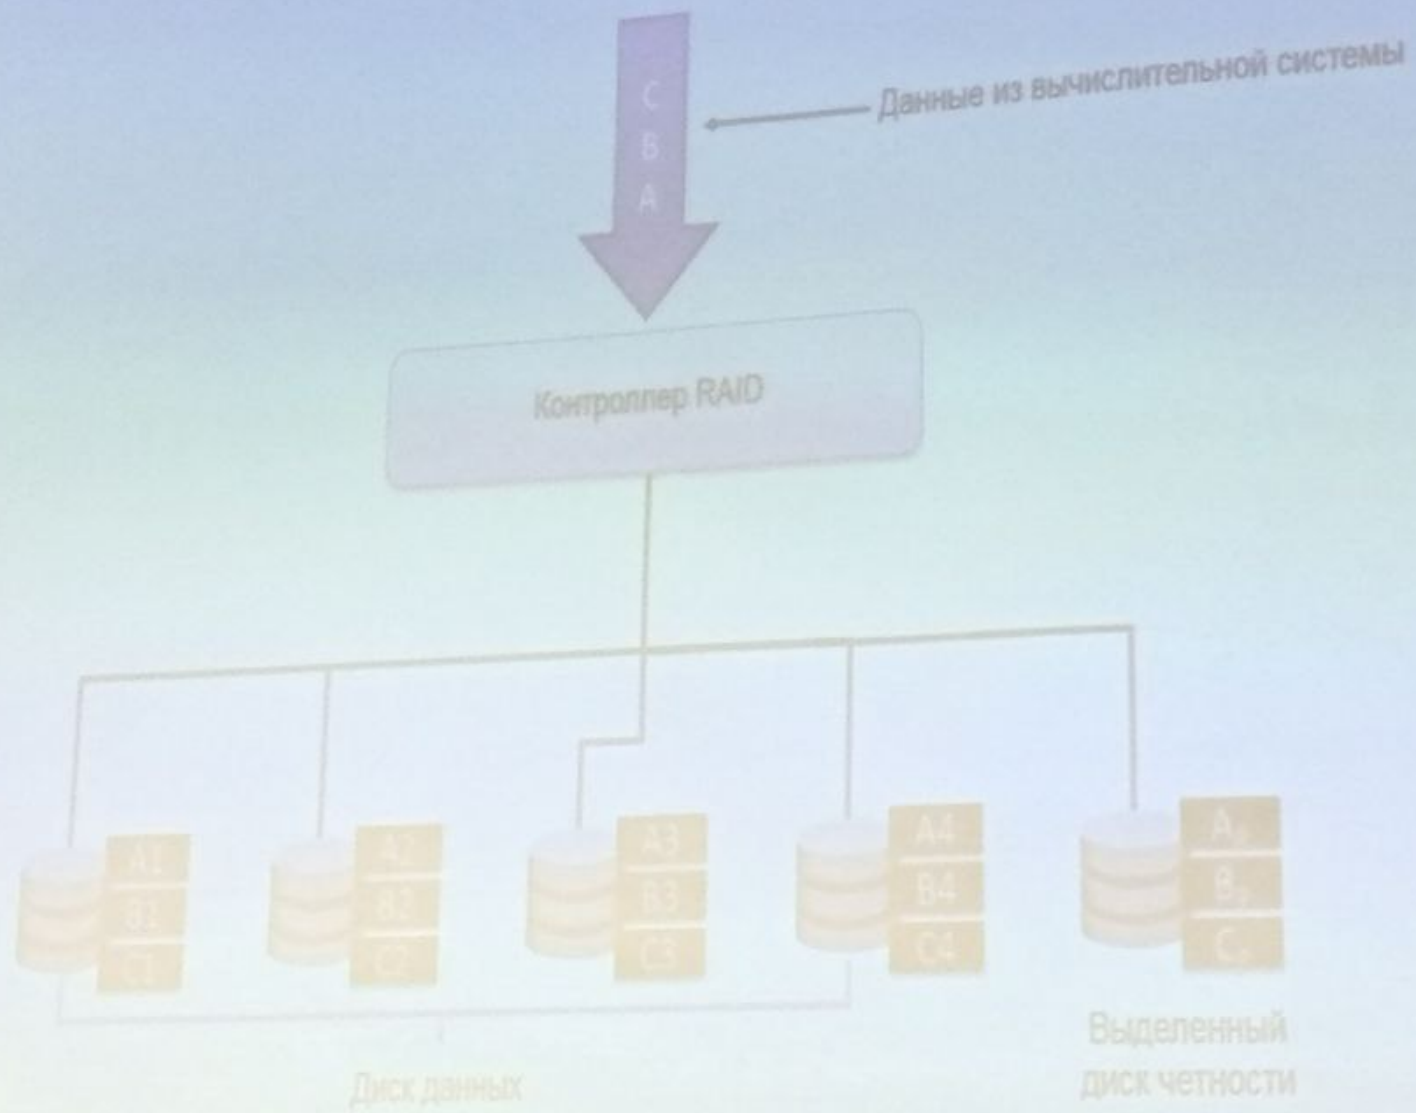 C
B
A
Данные из вычислительной системы
Контроллер RAID
A1
B1
C1
A2
B2
C2
A3
B3
C3
A4
B4
C4
A
B
C
Диск данных
Выделенный
диск четности